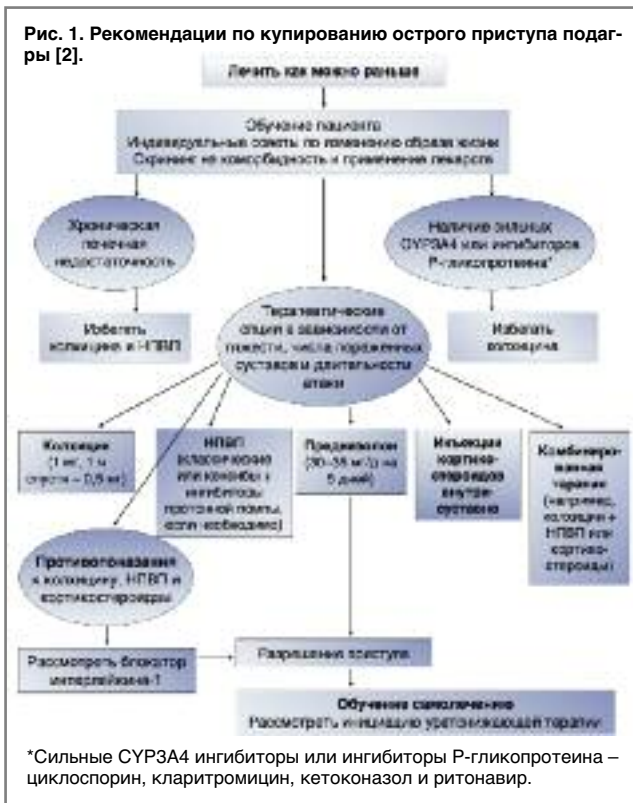 Рис. 1. Рекомендации по купированию острого приступа подаг-
ры [2].
Лечить как можно раньше
Обучение пациента
Индивидуальные советы по изменению образа жизни
Скрининг на коморбидность и применения лекарств
Хроническая
почечная
недостаточность
Наличие сильных
CYP3A4 или ингибиторов
Р-гликопротеина*
Избегать
колхицина и НПВП
Терапевтические
опции в зависимости от
тяжести, числа пораженных
суставов и длительности
атаки
Избегать
колхицина
Колхицин
(1 мг, 1 ч
спустя – 0,5 мг)
НПВП
(классические
или коксибы +
ингибиторы
протонной помпы,
если необходимо)
Преднизолон
(30–35 мг/д) на
5 дней)
Инъекции
кортико-
стероидов
внутри-
суставно
Комбиниро-
ванная
терапия
(например,
колхицин +
НПВП или
кортико-
стероиды)
Противопоказания
к колхицину, НПВП и
кортикостероидам
Рассмотреть блокатор
интерлейкина-1
Разрешение приступа
Обучение самолечению
Рассмотреть инициацию уратснижающей терапии
*Сильные CYP3A4 ингибиторы или ингибиторы Р-гликопротеина –
циклоспорин, кларитромицин, кетоконазол и ритонавир.